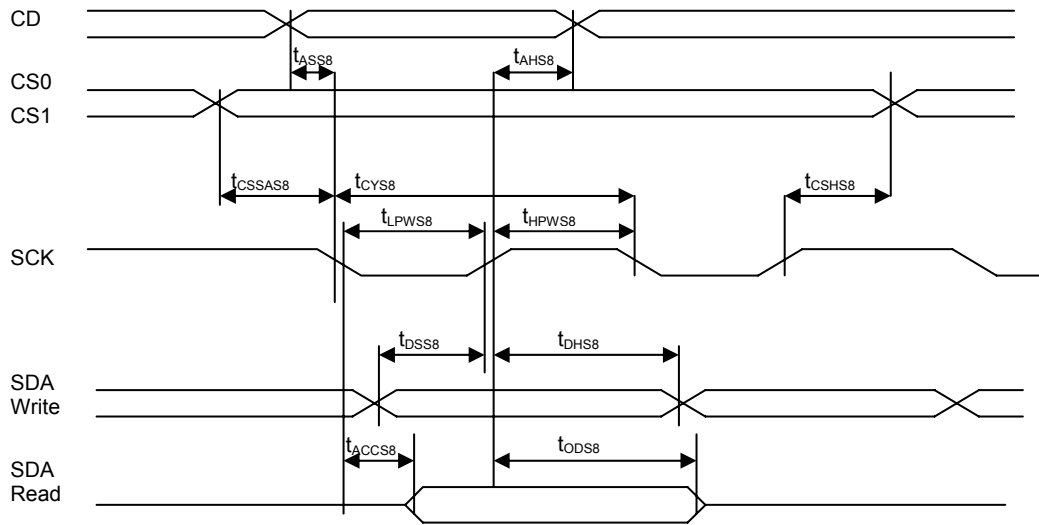 CD
tASS8
tAHS8
CS0
CS1
tCSSAS8
tCYS8
tCSHS8
tLPWS8
tHPWS8
SCK
tDSS8
tDHS8
SDA
Write
tACCS8
tODS8
SDA
Read